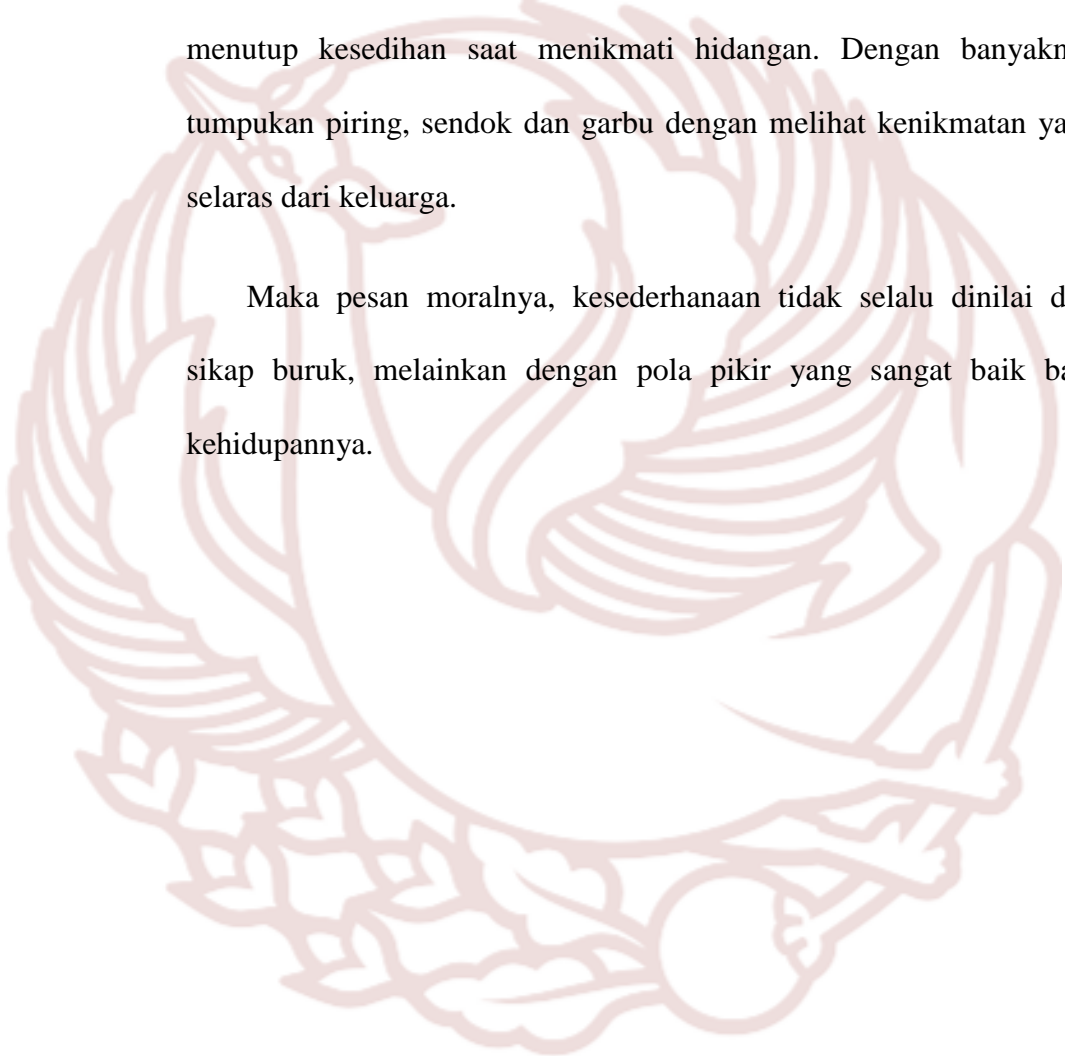 menutup kesedihan saat menikmati hidangan. Dengan banyakn
tumpukan piring, sendok dan garbu dengan melihat kenikmatan ya
selaras dari keluarga.
Maka pesan moralnya, kesederhanaan tidak selalu dinilai d
sikap buruk, melainkan dengan pola pikir yang sangat baik ba
kehidupannya.